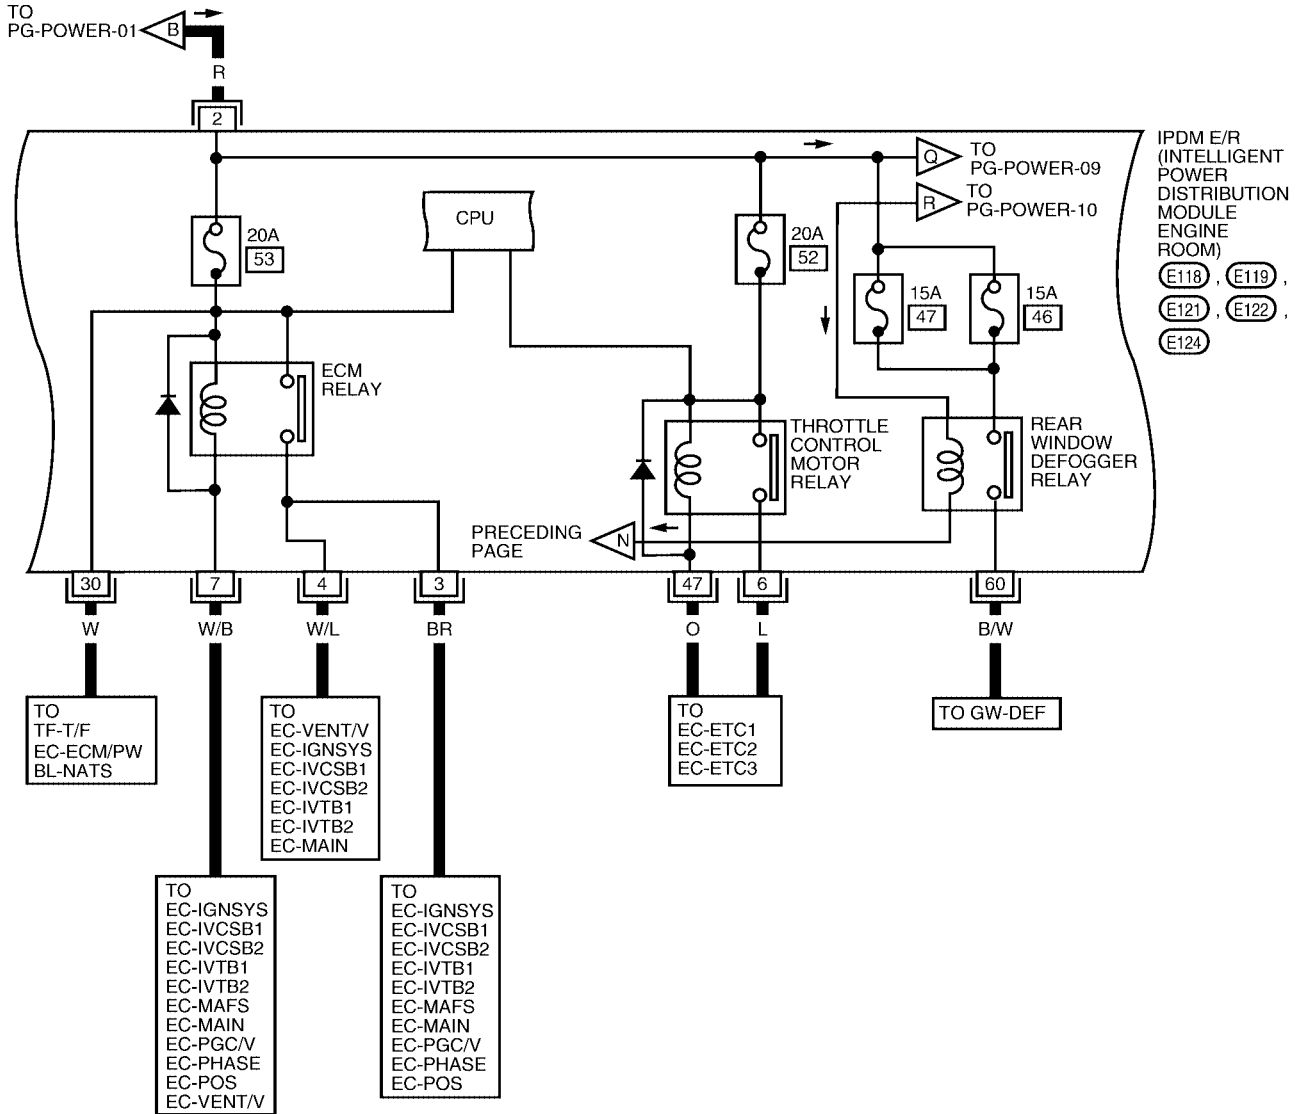 TO
PG-POWER-01
B
R
2
Q
TO
PG-POWER-09
R
TO
PG-POWER-10
IPDM E/R
(INTELLIGENT
POWER
DISTRIBUTION
MODULE
ENGINE
ROOM)
E118 , E119 ,
E121 , E122 ,
E124
CPU
20A
53
20A
52
15A
47
15A
46
ECM
RELAY
THROTTLE
CONTROL
MOTOR
RELAY
REAR
WINDOW
DEFOGGER
RELAY
PRECEDING
PAGE
N
30
7
4
3
47
6
60
W
W/B
W/L
BR
O
L
B/W
TO
TF-T/F
EC-ECM/PW
BL-NATS
TO
EC-VENT/V
EC-IGNSYS
EC-IVCSB1
EC-IVCSB2
EC-IVTB1
EC-IVTB2
EC-MAIN
TO
EC-ETC1
EC-ETC2
EC-ETC3
TO GW-DEF
TO
EC-IGNSYS
EC-IVCSB1
EC-IVCSB2
EC-IVTB1
EC-IVTB2
EC-MAFS
EC-MAIN
EC-PGC/V
EC-PHASE
EC-POS
EC-VENT/V
TO
EC-IGNSYS
EC-IVCSB1
EC-IVCSB2
EC-IVTB1
EC-IVTB2
EC-MAFS
EC-MAIN
EC-PGC/V
EC-PHASE
EC-POS